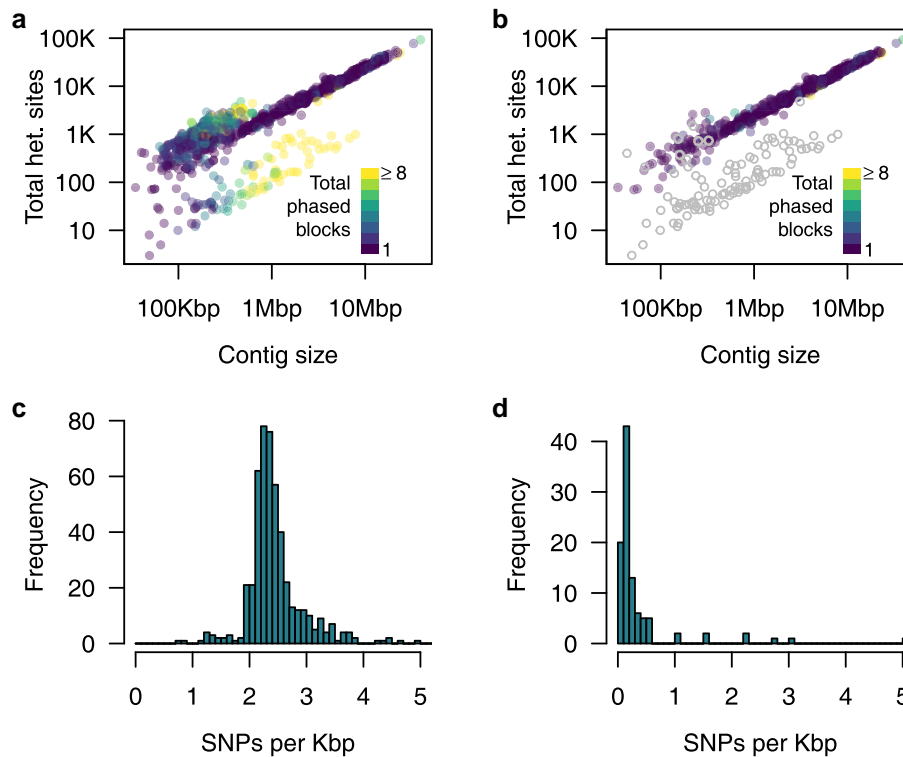 a
Total het. sites
100K
10K
1K
100
10
Total
phased
blocks
≥ 8
1
100Kbp
1Mbp
10Mbp
Contig size
b
Total het. sites
100K
10K
1K
100
10
Total
phased
blocks
≥ 8
1
100Kbp
1Mbp
10Mbp
Contig size
c
Frequency
80
60
40
20
0
0 1 2 3 4 5
SNPs per Kbp
d
Frequency
40
30
20
10
0
0 1 2 3 4 5
SNPs per Kbp